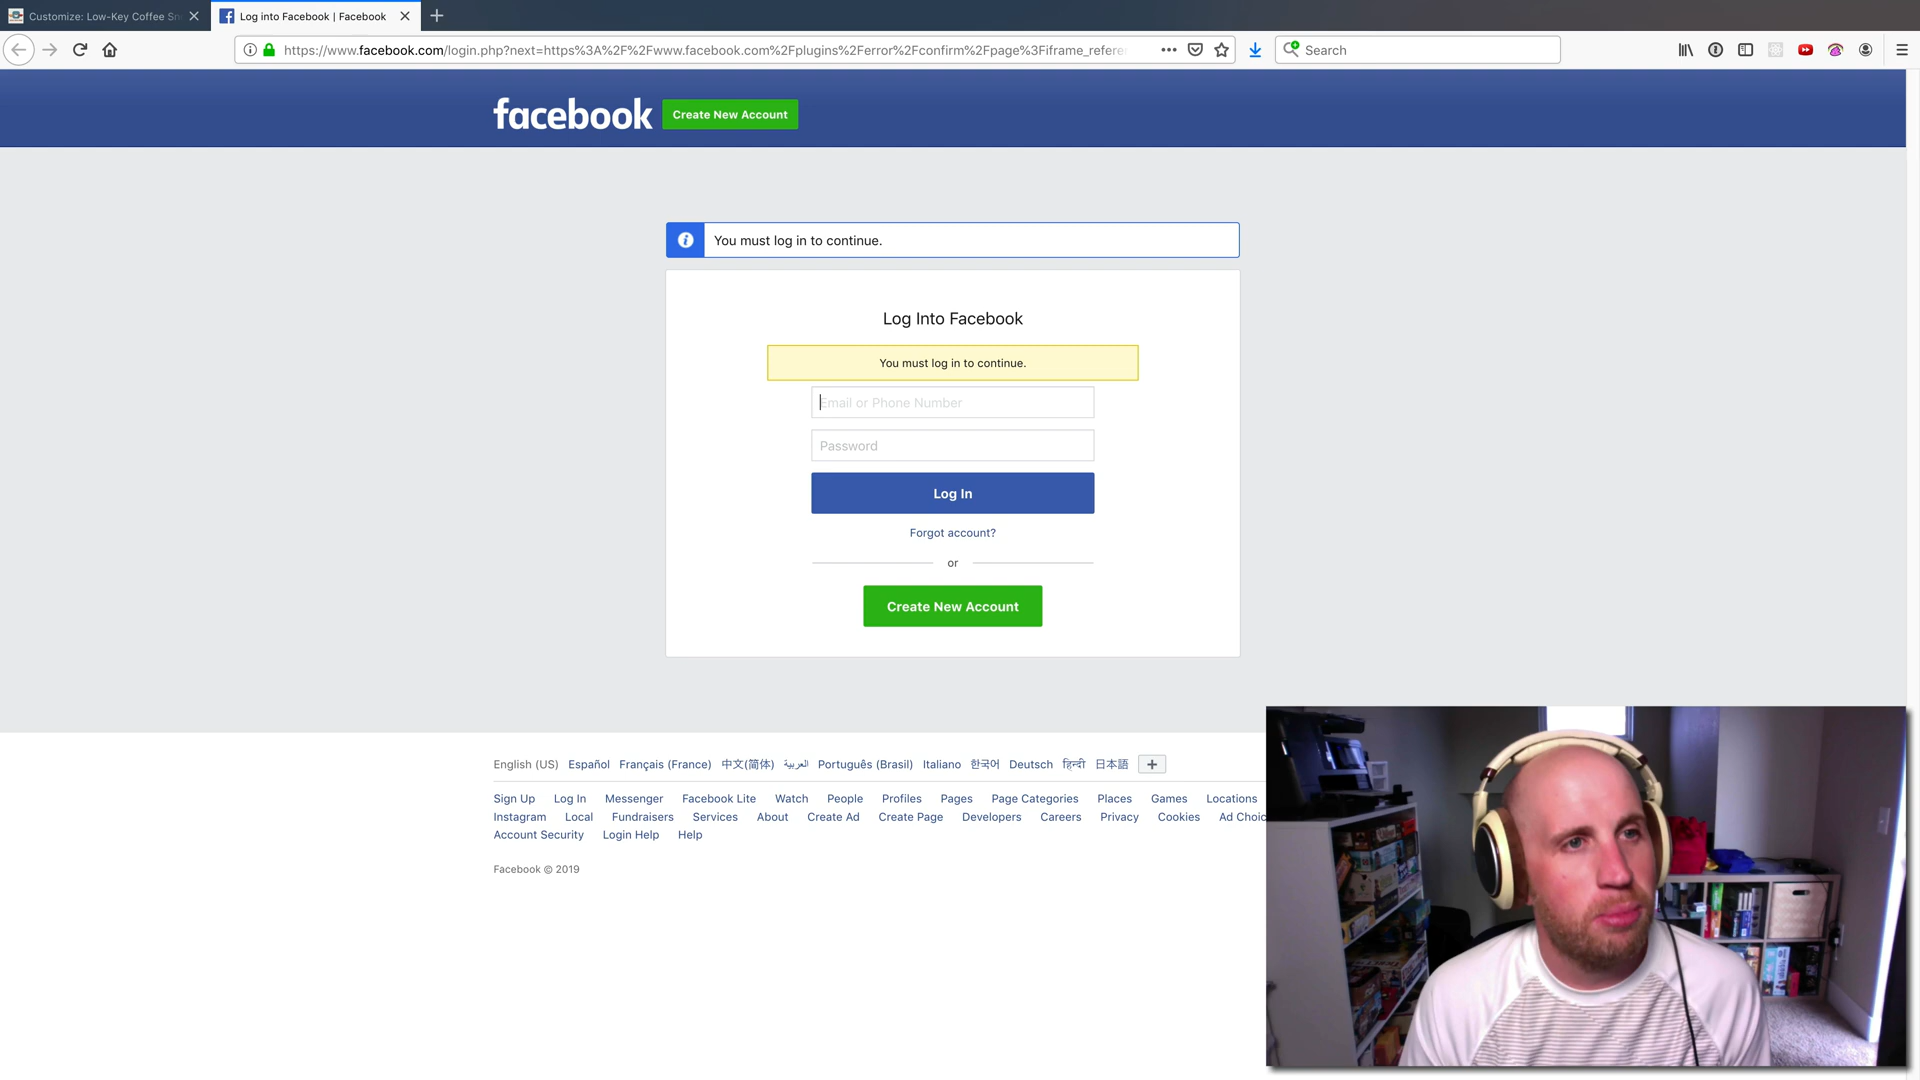 Customize: Low-Key Coffee Sn
Log into Facebook | Facebook
https://www.facebook.com/login.php?next=https%3A%2F%2Fwww.facebook.com%2Fplugins%2Ferror%2Fconfirm%2Fpage%3Fiframe_refere
Search
facebook
Create New Account
You must log in to continue.
Log Into Facebook
You must log in to continue.
Email or Phone Number
Password
Log In
Forgot account?
or
Create New Account
English (US) Español Français (France) 中文(简体) العربية Português (Brasil) Italiano 한국어 Deutsch हिन्दी 日本語
Sign Up Log In Messenger Facebook Lite Watch People Profiles Pages Page Categories Places Games Locations
Instagram Local Fundraisers Services About Create Ad Create Page Developers Careers Privacy Cookies Ad Choic
Account Security Login Help Help
Facebook © 2019